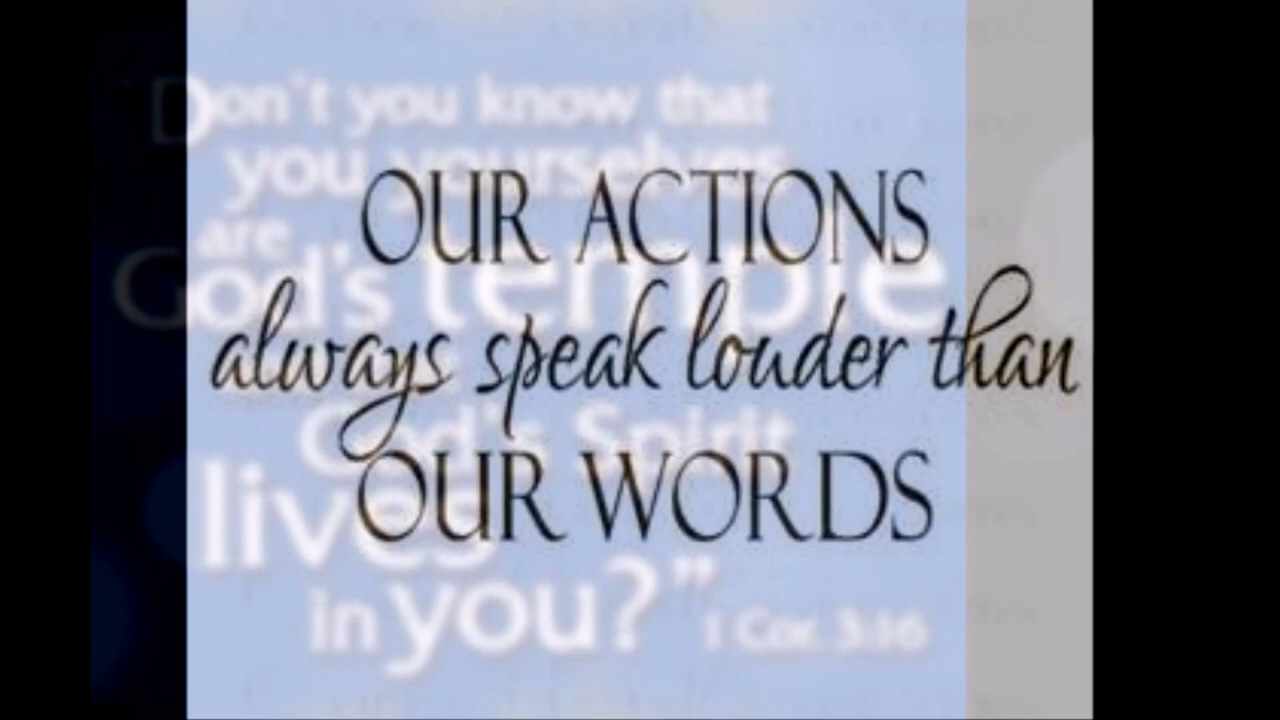 "Don't you know that
you yourselves
are
God's temple
God's Spirit
lives
in you?"
1 Cor. 3:16
OUR ACTIONS
always speak louder than
OUR WORDS